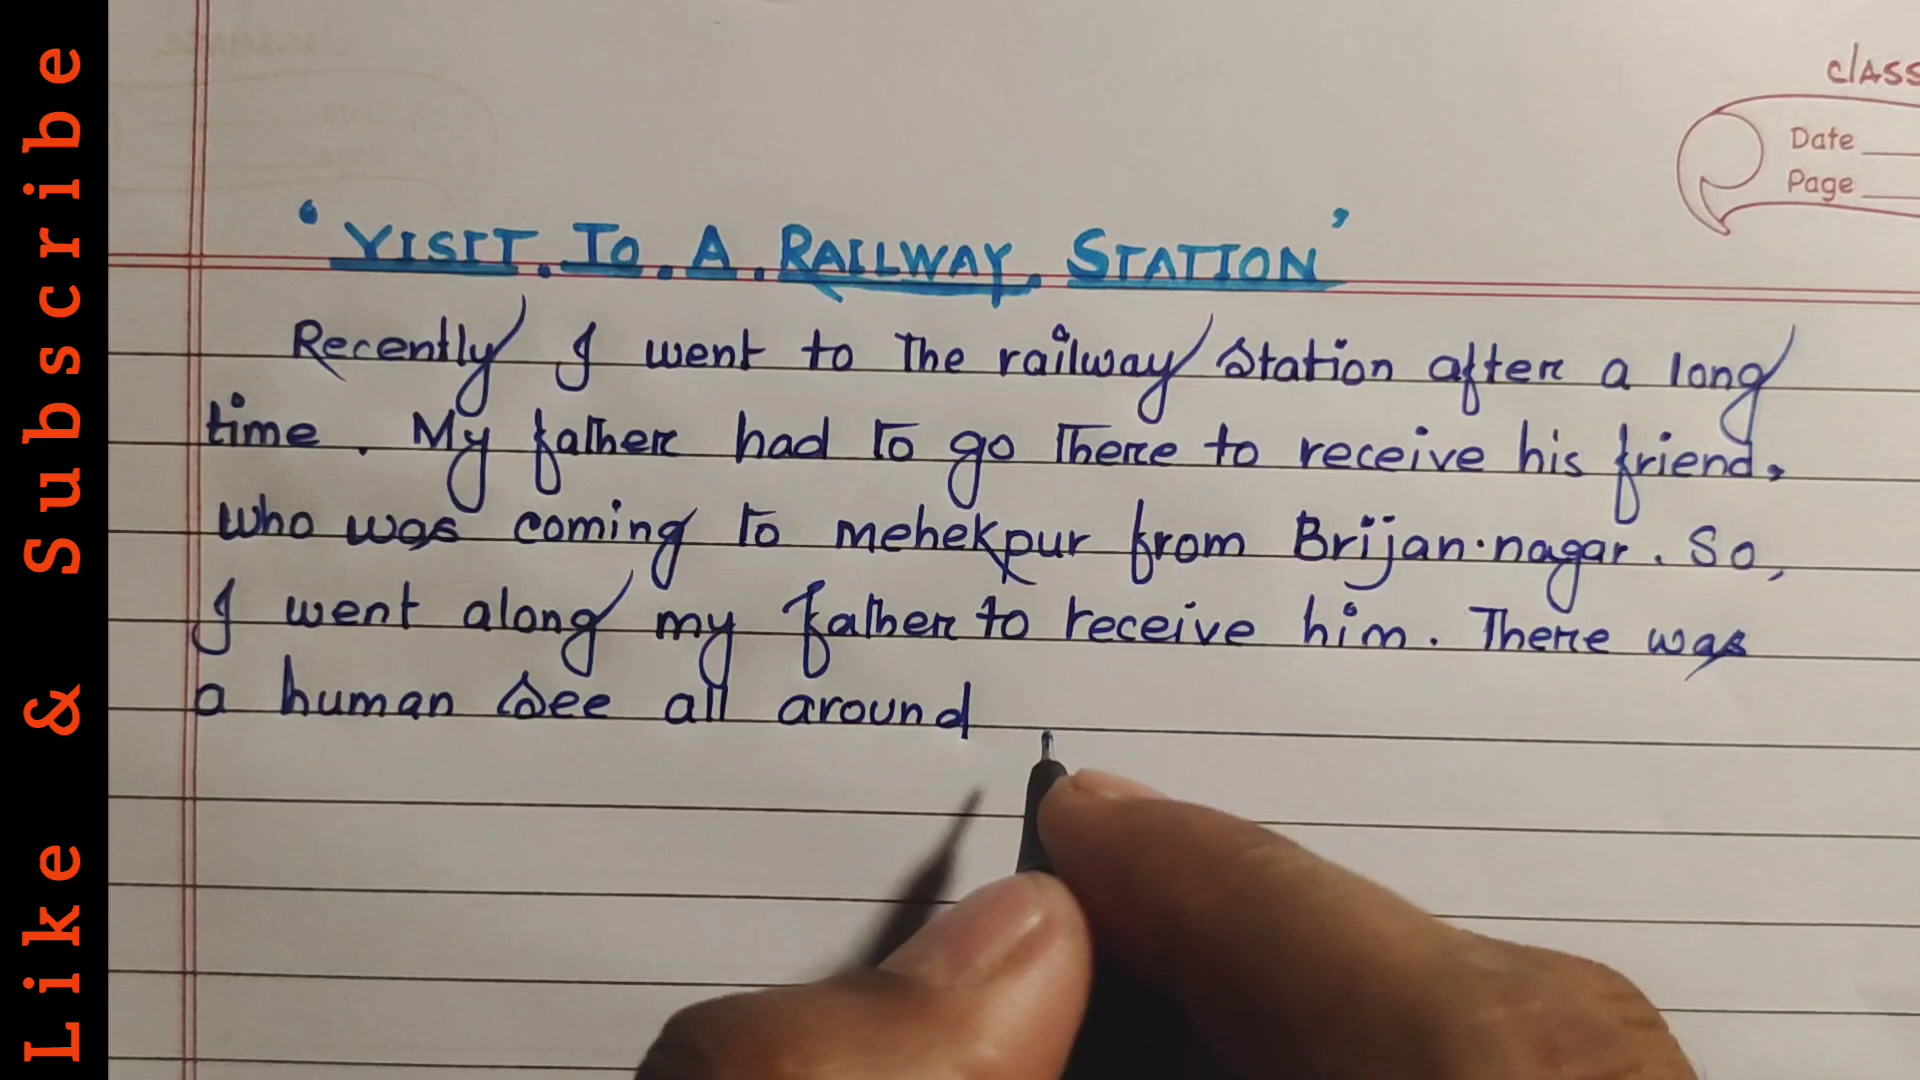 Like & Subscribe
class
Date
Page
'VISIT. To. A. RAILWAY. STATION'
Recently I went to the railway station after a long
time. My father had to go there to receive his friend,
who was coming to mehekpur from Brijan.nagar. So,
I went along my father to receive him. There was
a human See all around